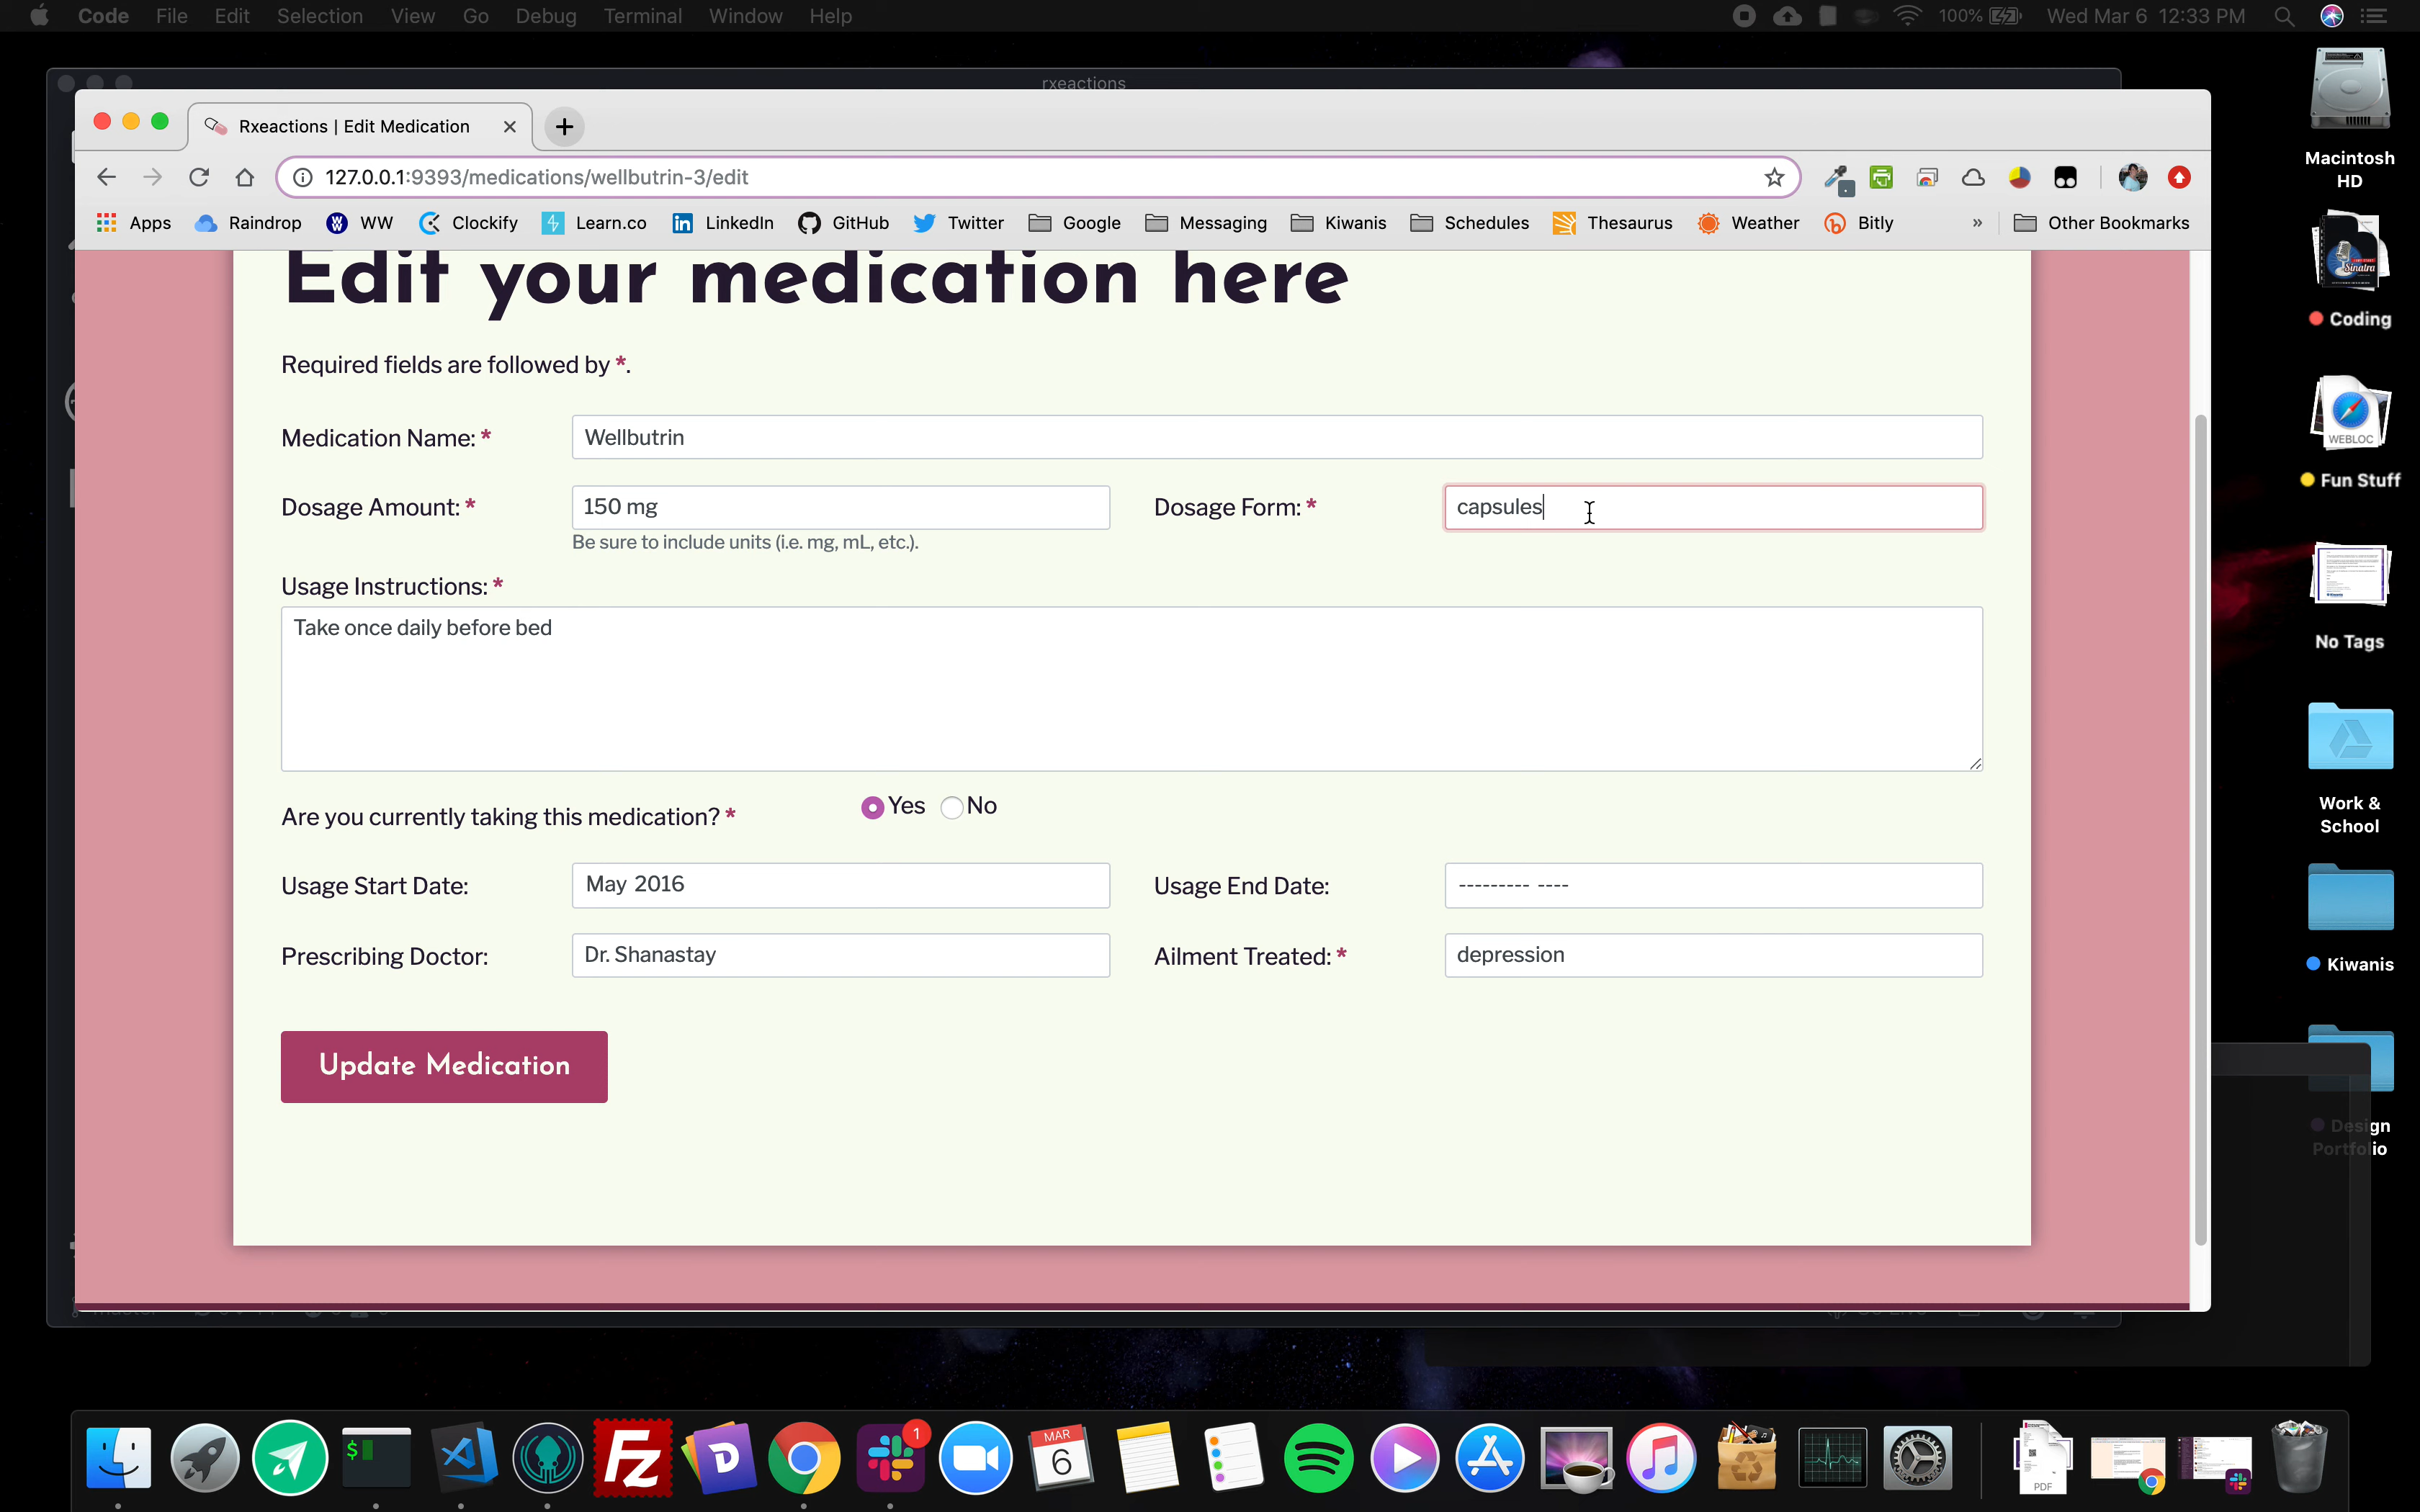 Code File Edit Selection View Go Debug Terminal Window Help 100% Wed Mar 6 12:33 PM
rxeactions
Rxeactions | Edit Medication
127.0.0.1:9393/medications/wellbutrin-3/edit
Apps Raindrop WW Clockify Learn.co LinkedIn GitHub Twitter Google Messaging Kiwanis Schedules Thesaurus Weather Bitly » Other Bookmarks
Edit your medication here
Required fields are followed by *.
Medication Name: * Wellbutrin
Dosage Amount: * 150 mg Dosage Form: * capsules
Be sure to include units (i.e. mg, mL, etc.).
Usage Instructions: *
Take once daily before bed
Are you currently taking this medication? * Yes No
Usage Start Date: May 2016 Usage End Date: --------- ----
Prescribing Doctor: Dr. Shanastay Ailment Treated: * depression
Update Medication
Macintosh
HD
Sinatra
Coding
WEBLOC
Fun Stuff
No Tags
Work &
School
Kiwanis
Design
Portfolio
$
Fz
D
1
MAR
6
PDF